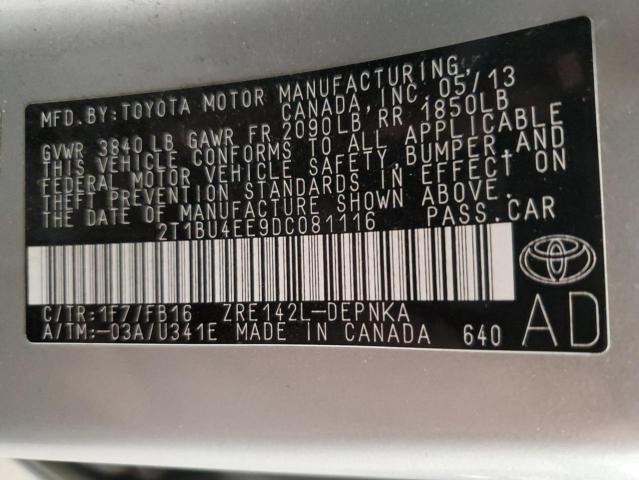 MFD. BY: TOYOTA MOTOR MANUFACTURING,
CANADA, INC. 05/13
GVWR 3840 LB GAWR FR 2090LB, RR 1850LB
THIS VEHICLE CONFORMS TO ALL APPLICABLE
FEDERAL MOTOR VEHICLE SAFETY, BUMPER, AND
THEFT PREVENTION STANDARDS IN EFFECT ON
THE DATE OF MANUFACTURE SHOWN ABOVE.
2T1BU4EE9DC081116 PASS. CAR
C/TR:1F7/FB16 ZRE142L-DEPNKA
A/TM:-03A/U341E MADE IN CANADA 640
AD